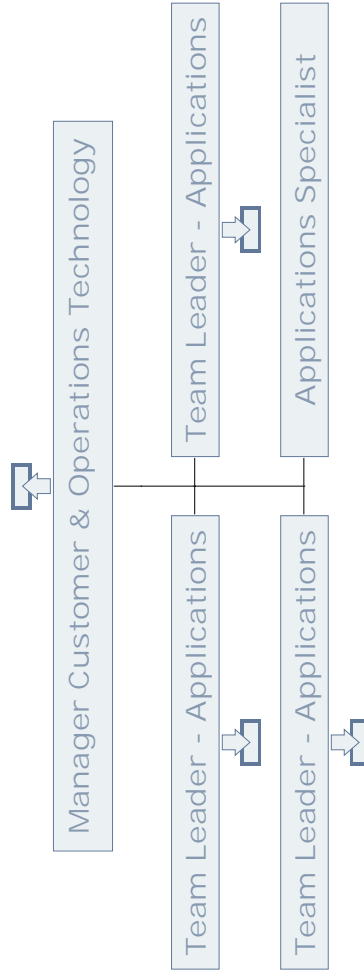 Manager Customer & Operations Technology
Team Leader - Applications
Team Leader - Applications
Team Leader - Applications
Applications Specialist